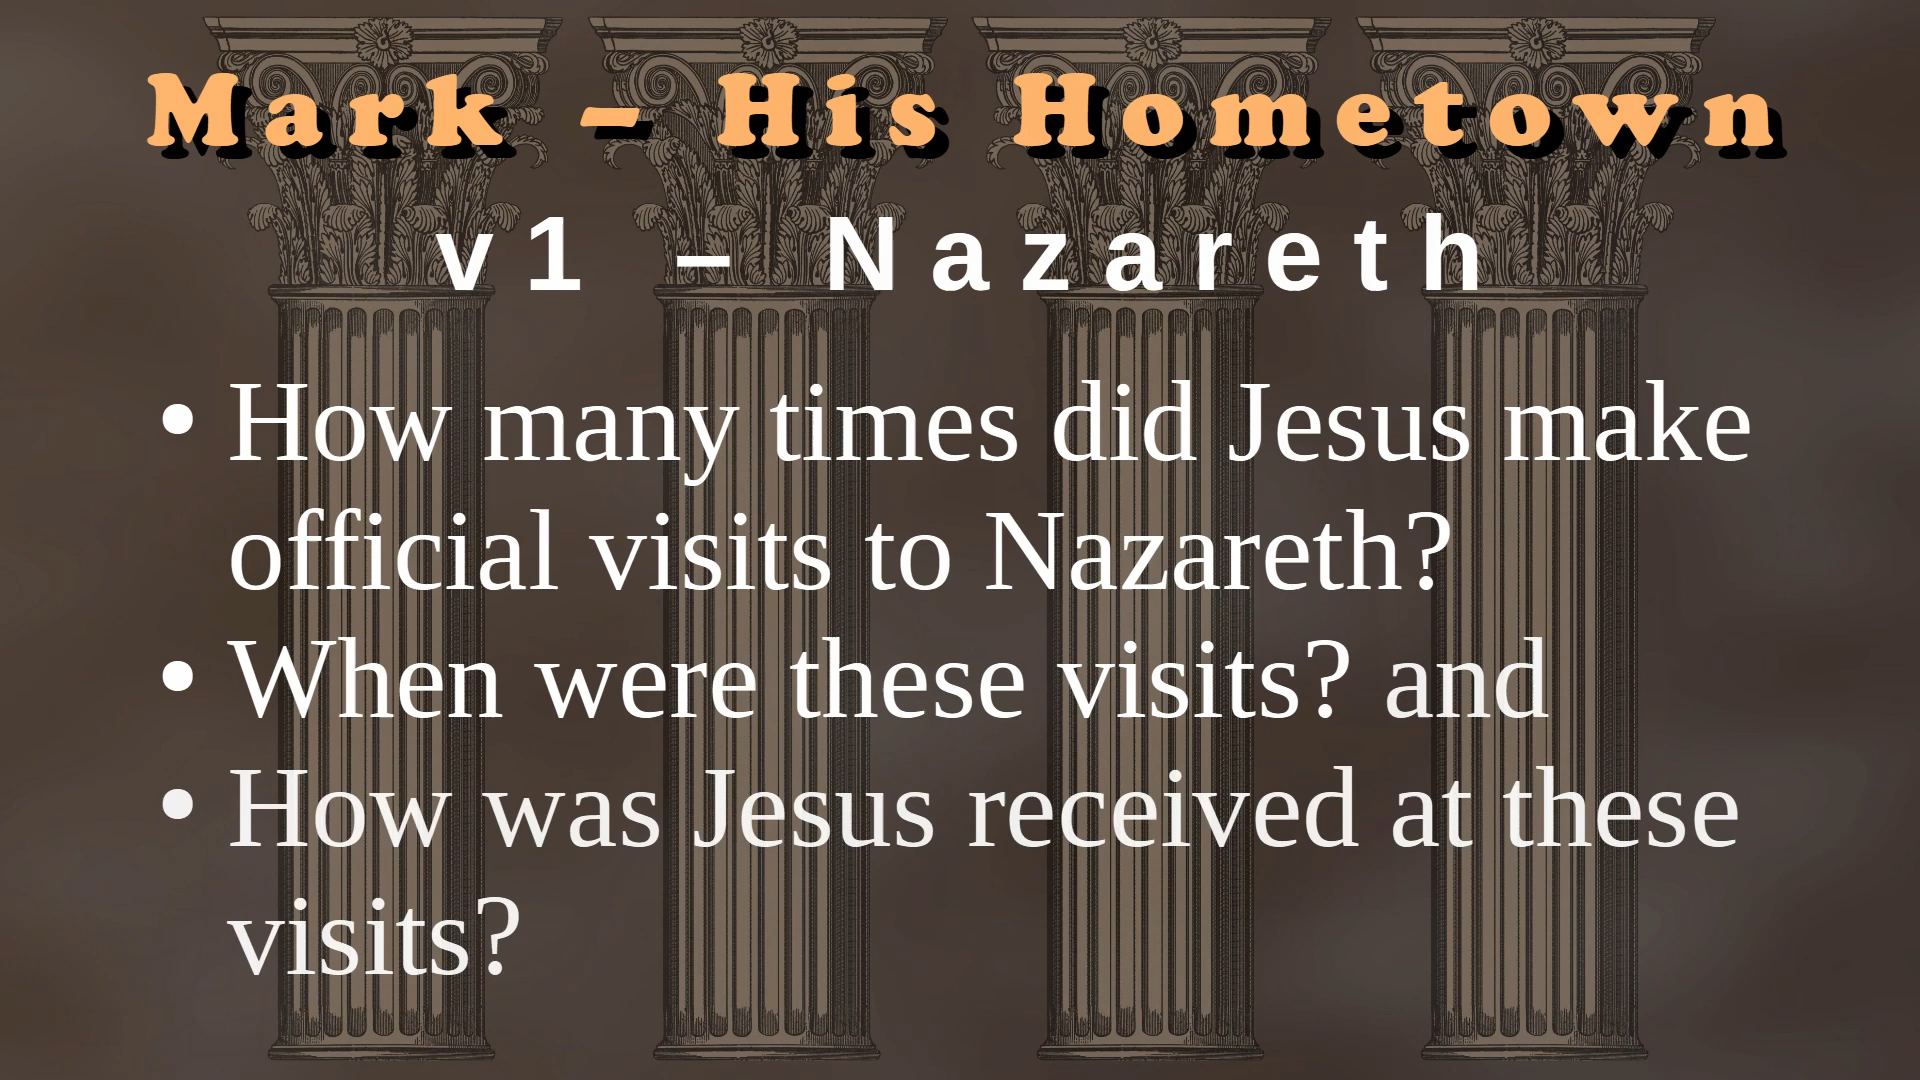 Mark – His Hometown
v1 – Nazareth
• How many times did Jesus make
official visits to Nazareth?
• When were these visits? and
• How was Jesus received at these
visits?